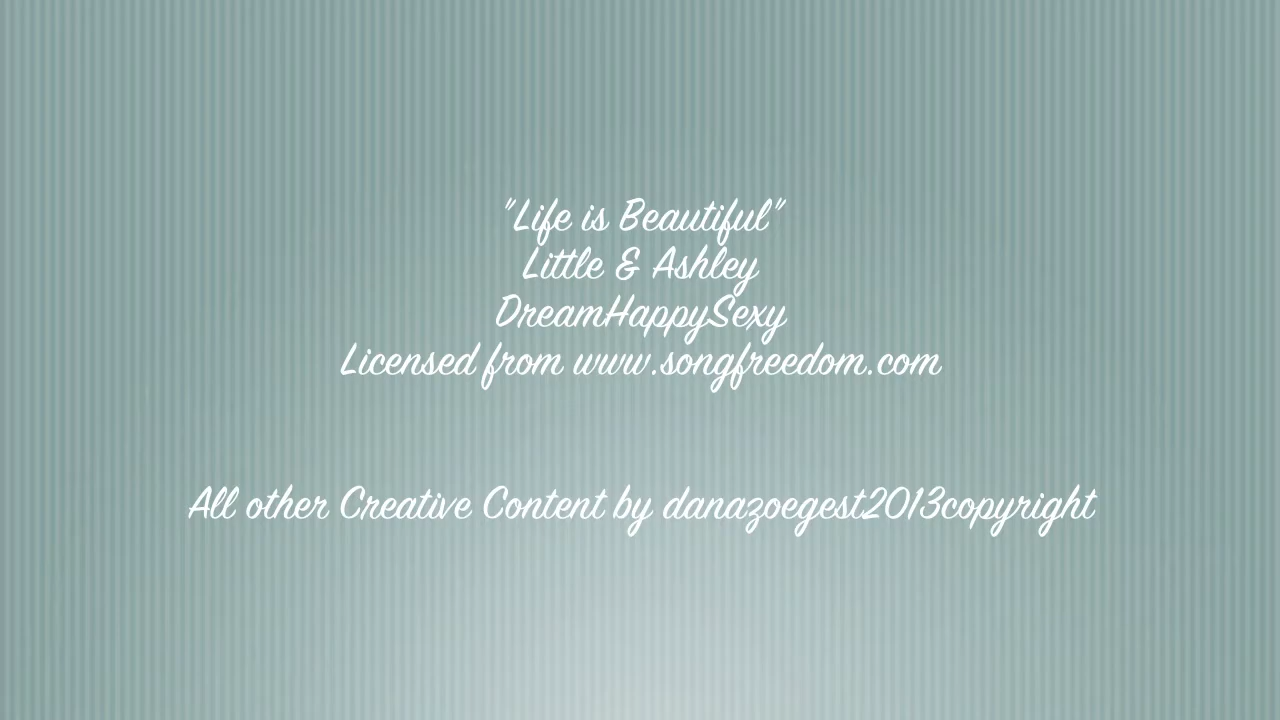 "Life is Beautiful"
Little & Ashley
DreamHappySexy
Licensed from www.songfreedom.com
All other Creative Content by danazoegest2013copyright